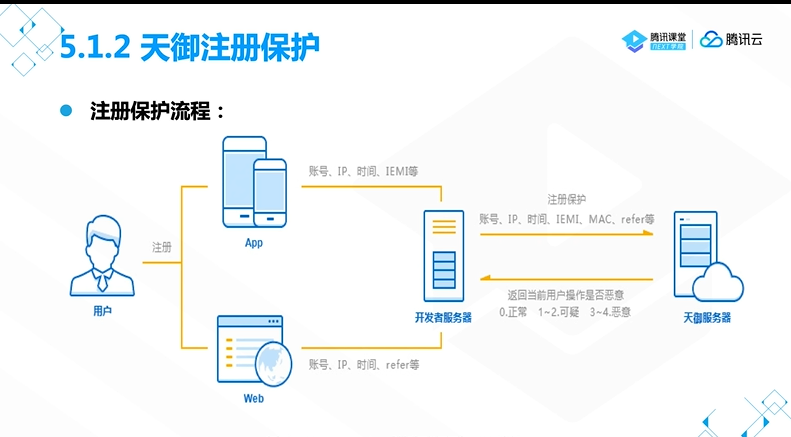 5.1.2 天御注册保护
腾讯课堂
NEXT学院
腾讯云
注册保护流程：
账号、IP、时间、IEMI等
注册保护
账号、IP、时间、IEMI、MAC、refer等
注册
App
返回当前用户操作是否恶意
用户
开发者服务器
0.正常 1~2.可疑 3~4.恶意
天御服务器
账号、IP、时间、refer等
Web